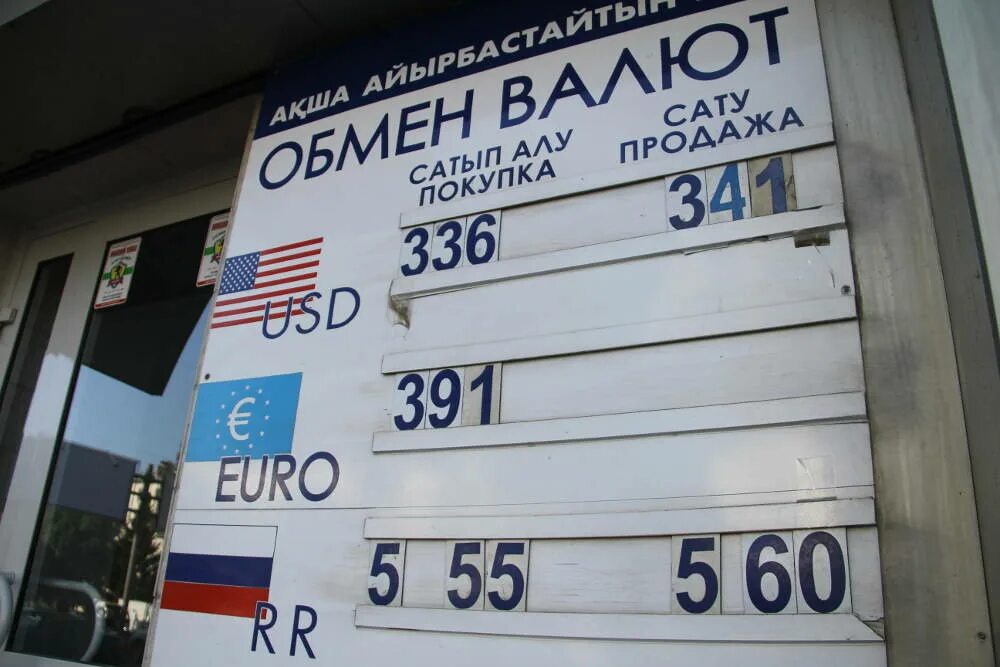 АҚША АЙЫРБАСТАЙТЫН
ОБМЕН ВАЛЮТ
САТЫП АЛУ САТУ
ПОКУПКА ПРОДАЖА
USD 336 341
€
EURO 391
RR 5 55 5 60